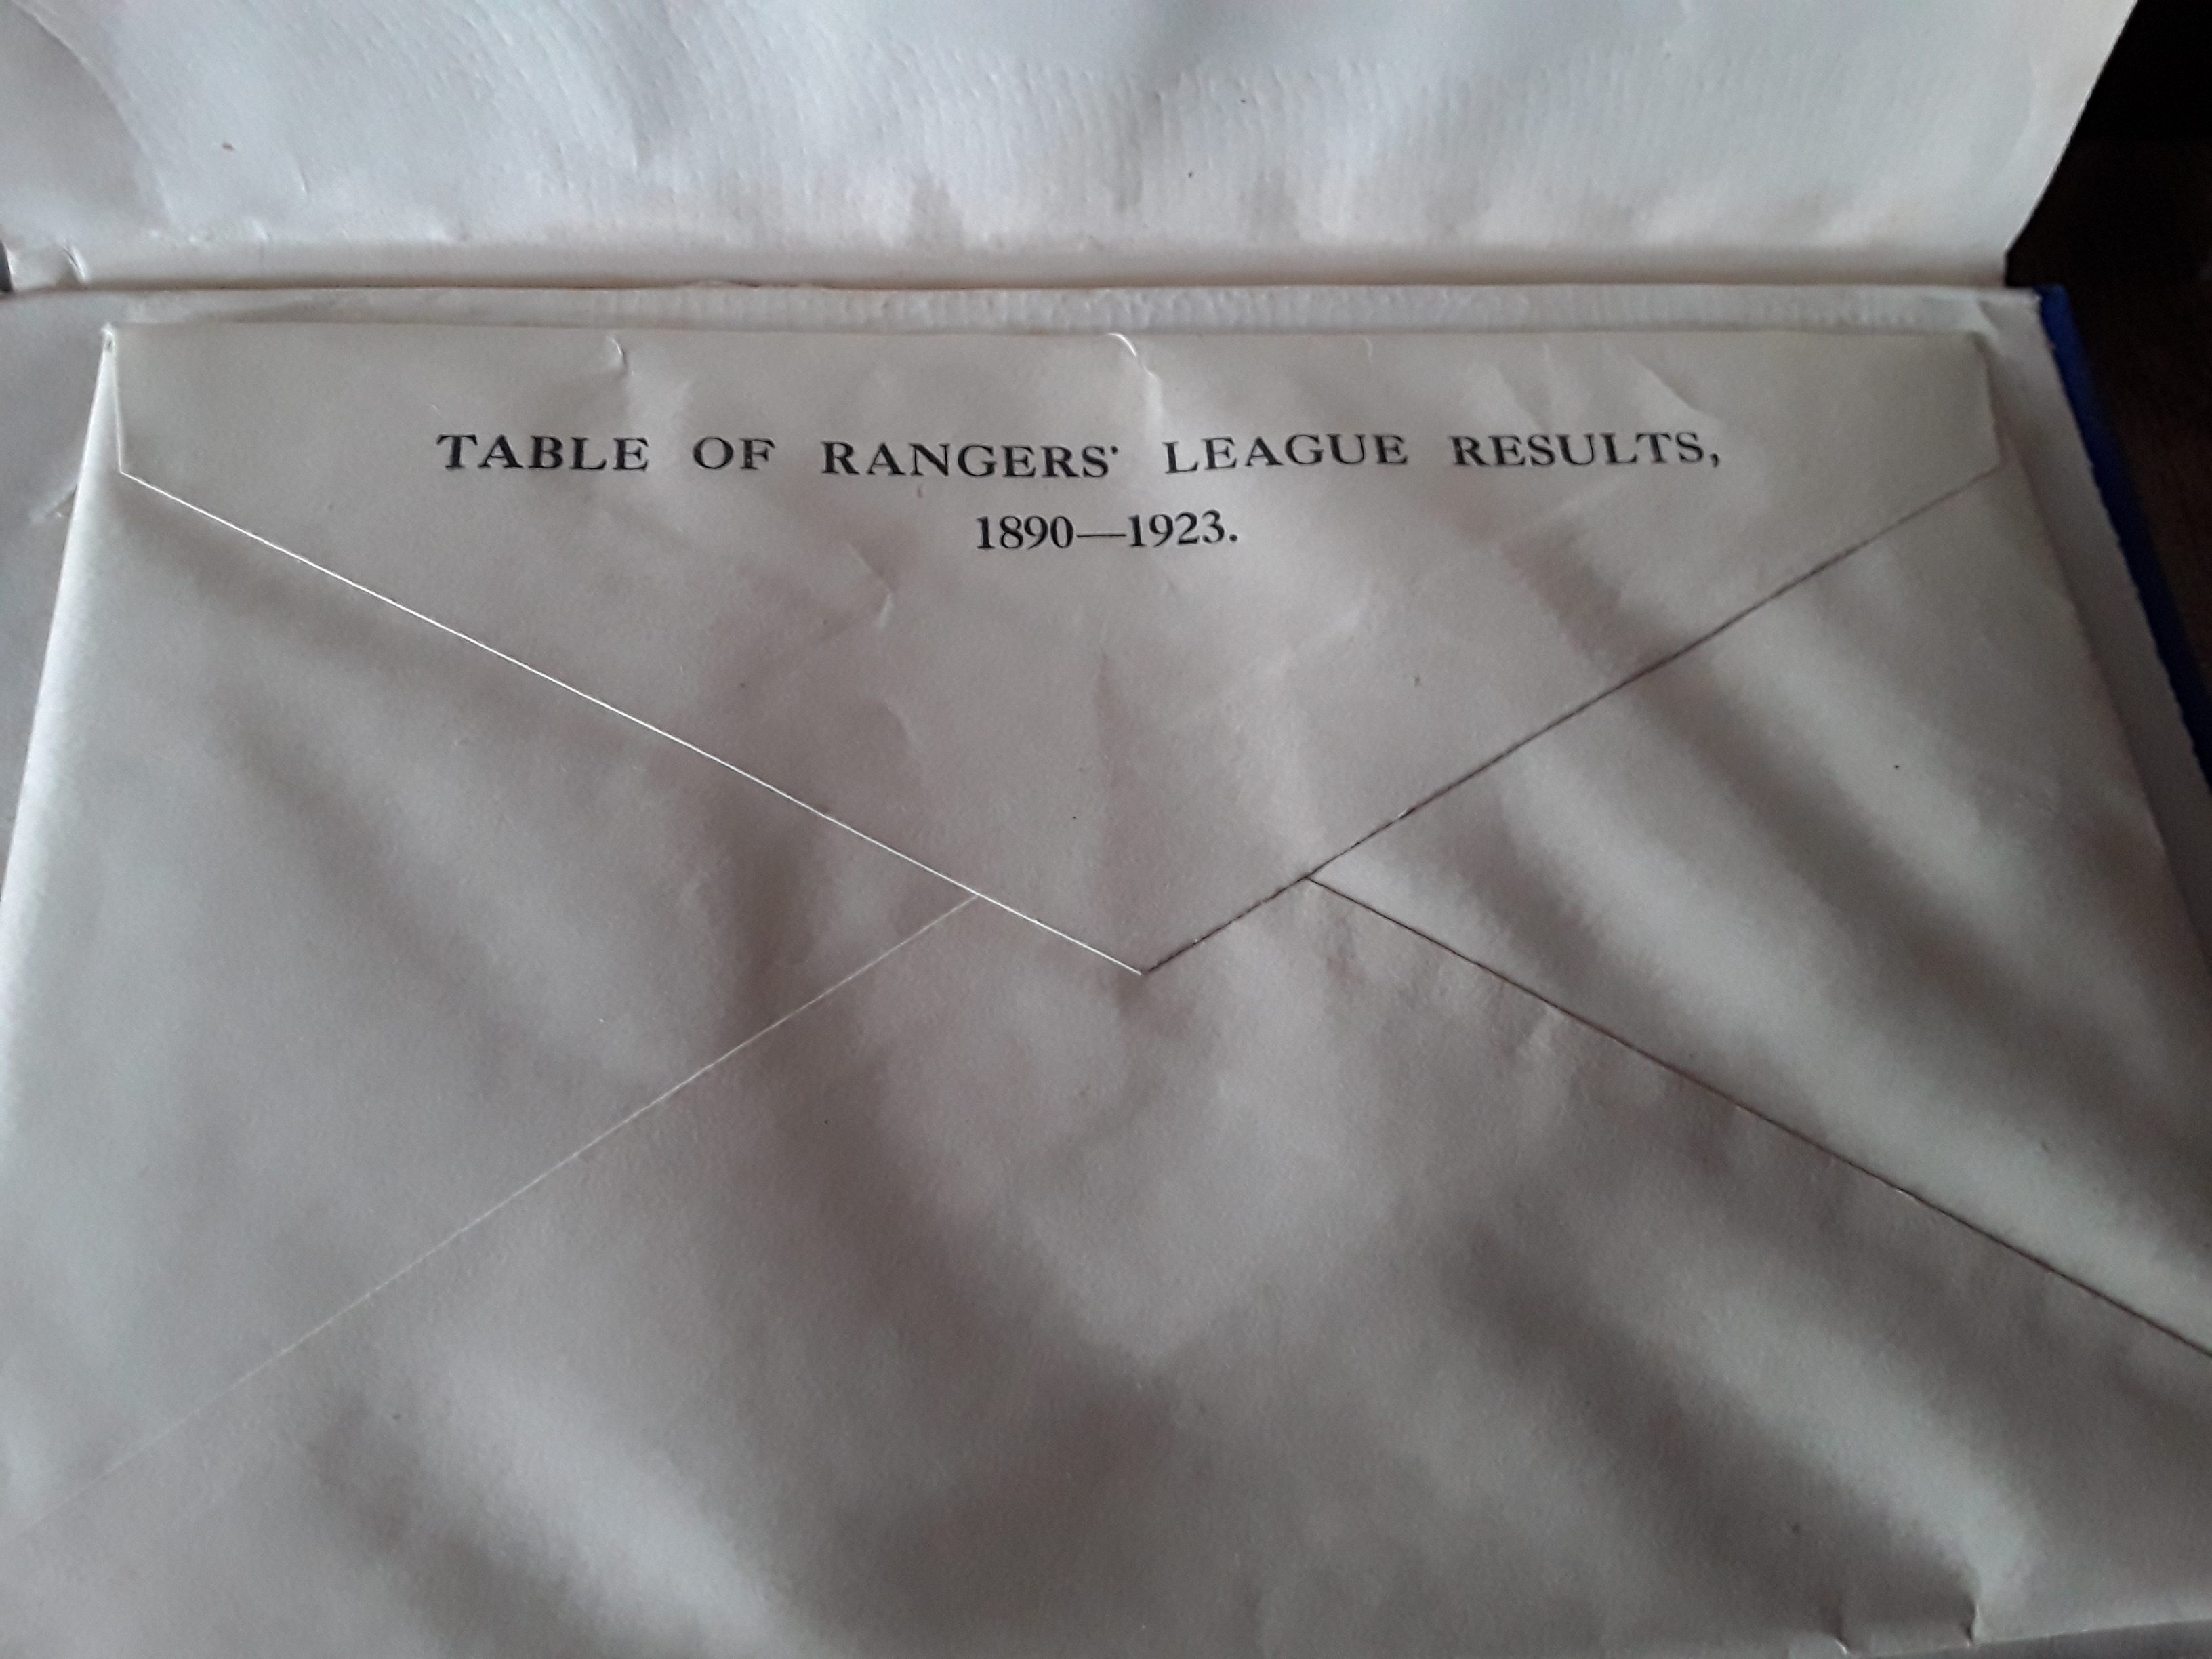 TABLE OF RANGERS' LEAGUE RESULTS,
1890—1923.